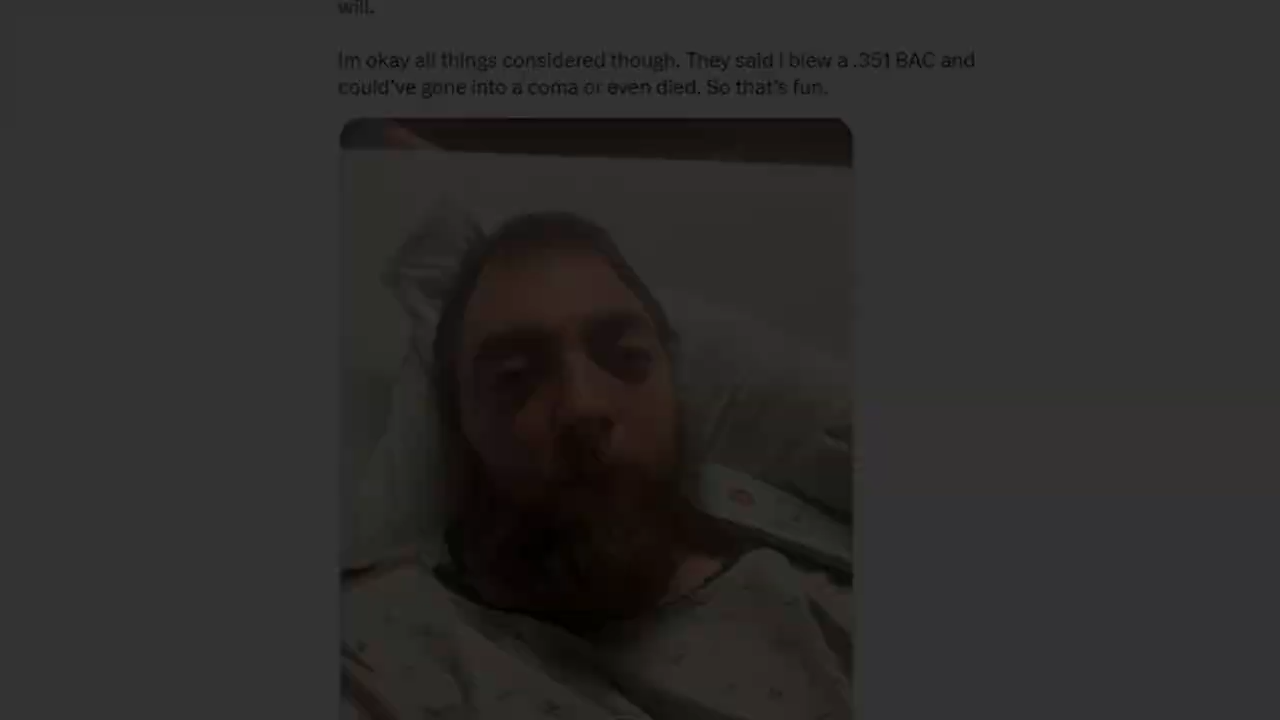 will.
Im okay all things considered though. They said I blew a .351 BAC and
could've gone into a coma or even died. So that's fun.